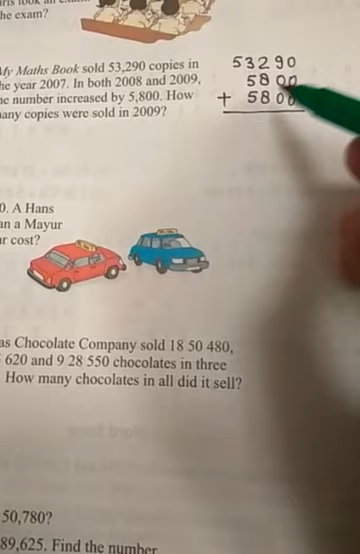 he exam?
My Maths Book sold 53,290 copies in
he year 2007. In both 2008 and 2009,
he number increased by 5,800. How
any copies were sold in 2009?
53290
5800
+ 5800
0. A Hans
an a Mayur
r cost?
as Chocolate Company sold 18 50 480,
620 and 9 28 550 chocolates in three
How many chocolates in all did it sell?
50,780?
89,625. Find the number